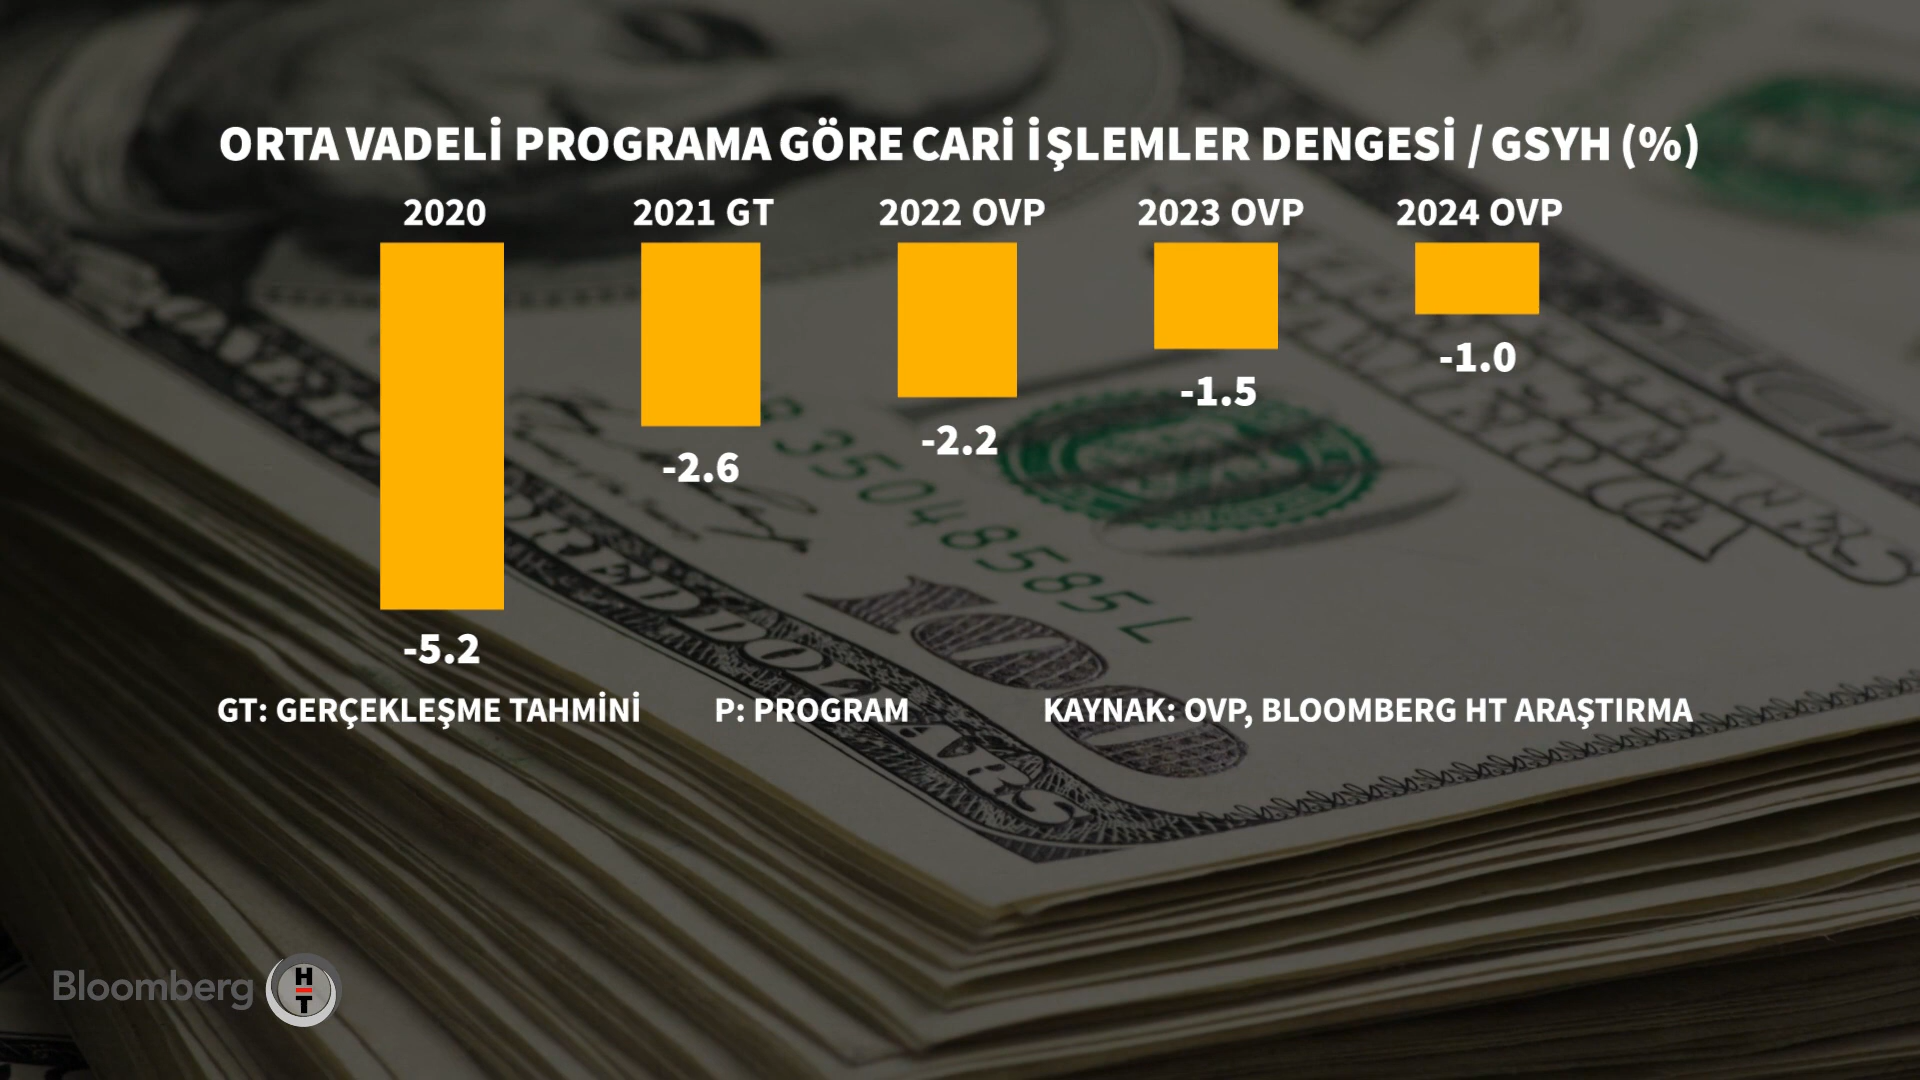 ORTA VADELİ PROGRAMA GÖRE CARİ İŞLEMLER DENGESİ / GSYH (%)
2020 2021 GT 2022 OVP 2023 OVP 2024 OVP
-1.0
-1.5
-2.2
-2.6
-5.2
GT: GERÇEKLEŞME TAHMİNİ P: PROGRAM KAYNAK: OVP, BLOOMBERG HT ARAŞTIRMA
Bloomberg HT